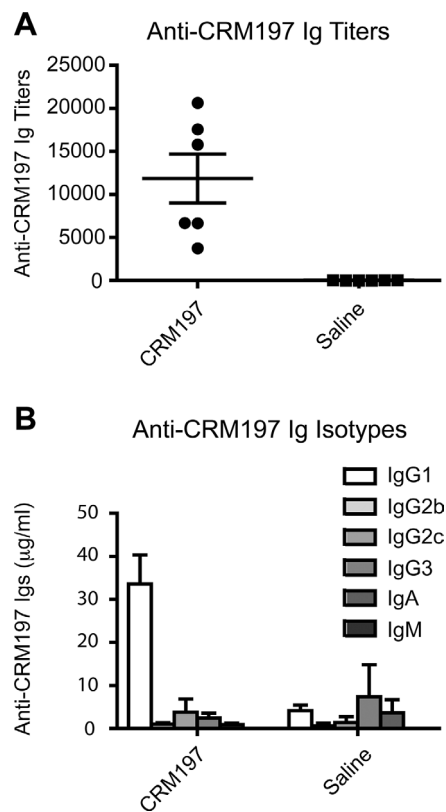 A
Anti-CRM197 Ig Titers
Anti-CRM197 Ig Titers
25000
20000
15000
10000
5000
0
CRM197
Saline
B
Anti-CRM197 Ig Isotypes
Anti-CRM197 Igs (μg/ml)
50
40
30
20
10
0
IgG1
IgG2b
IgG2c
IgG3
IgA
IgM
CRM197
Saline